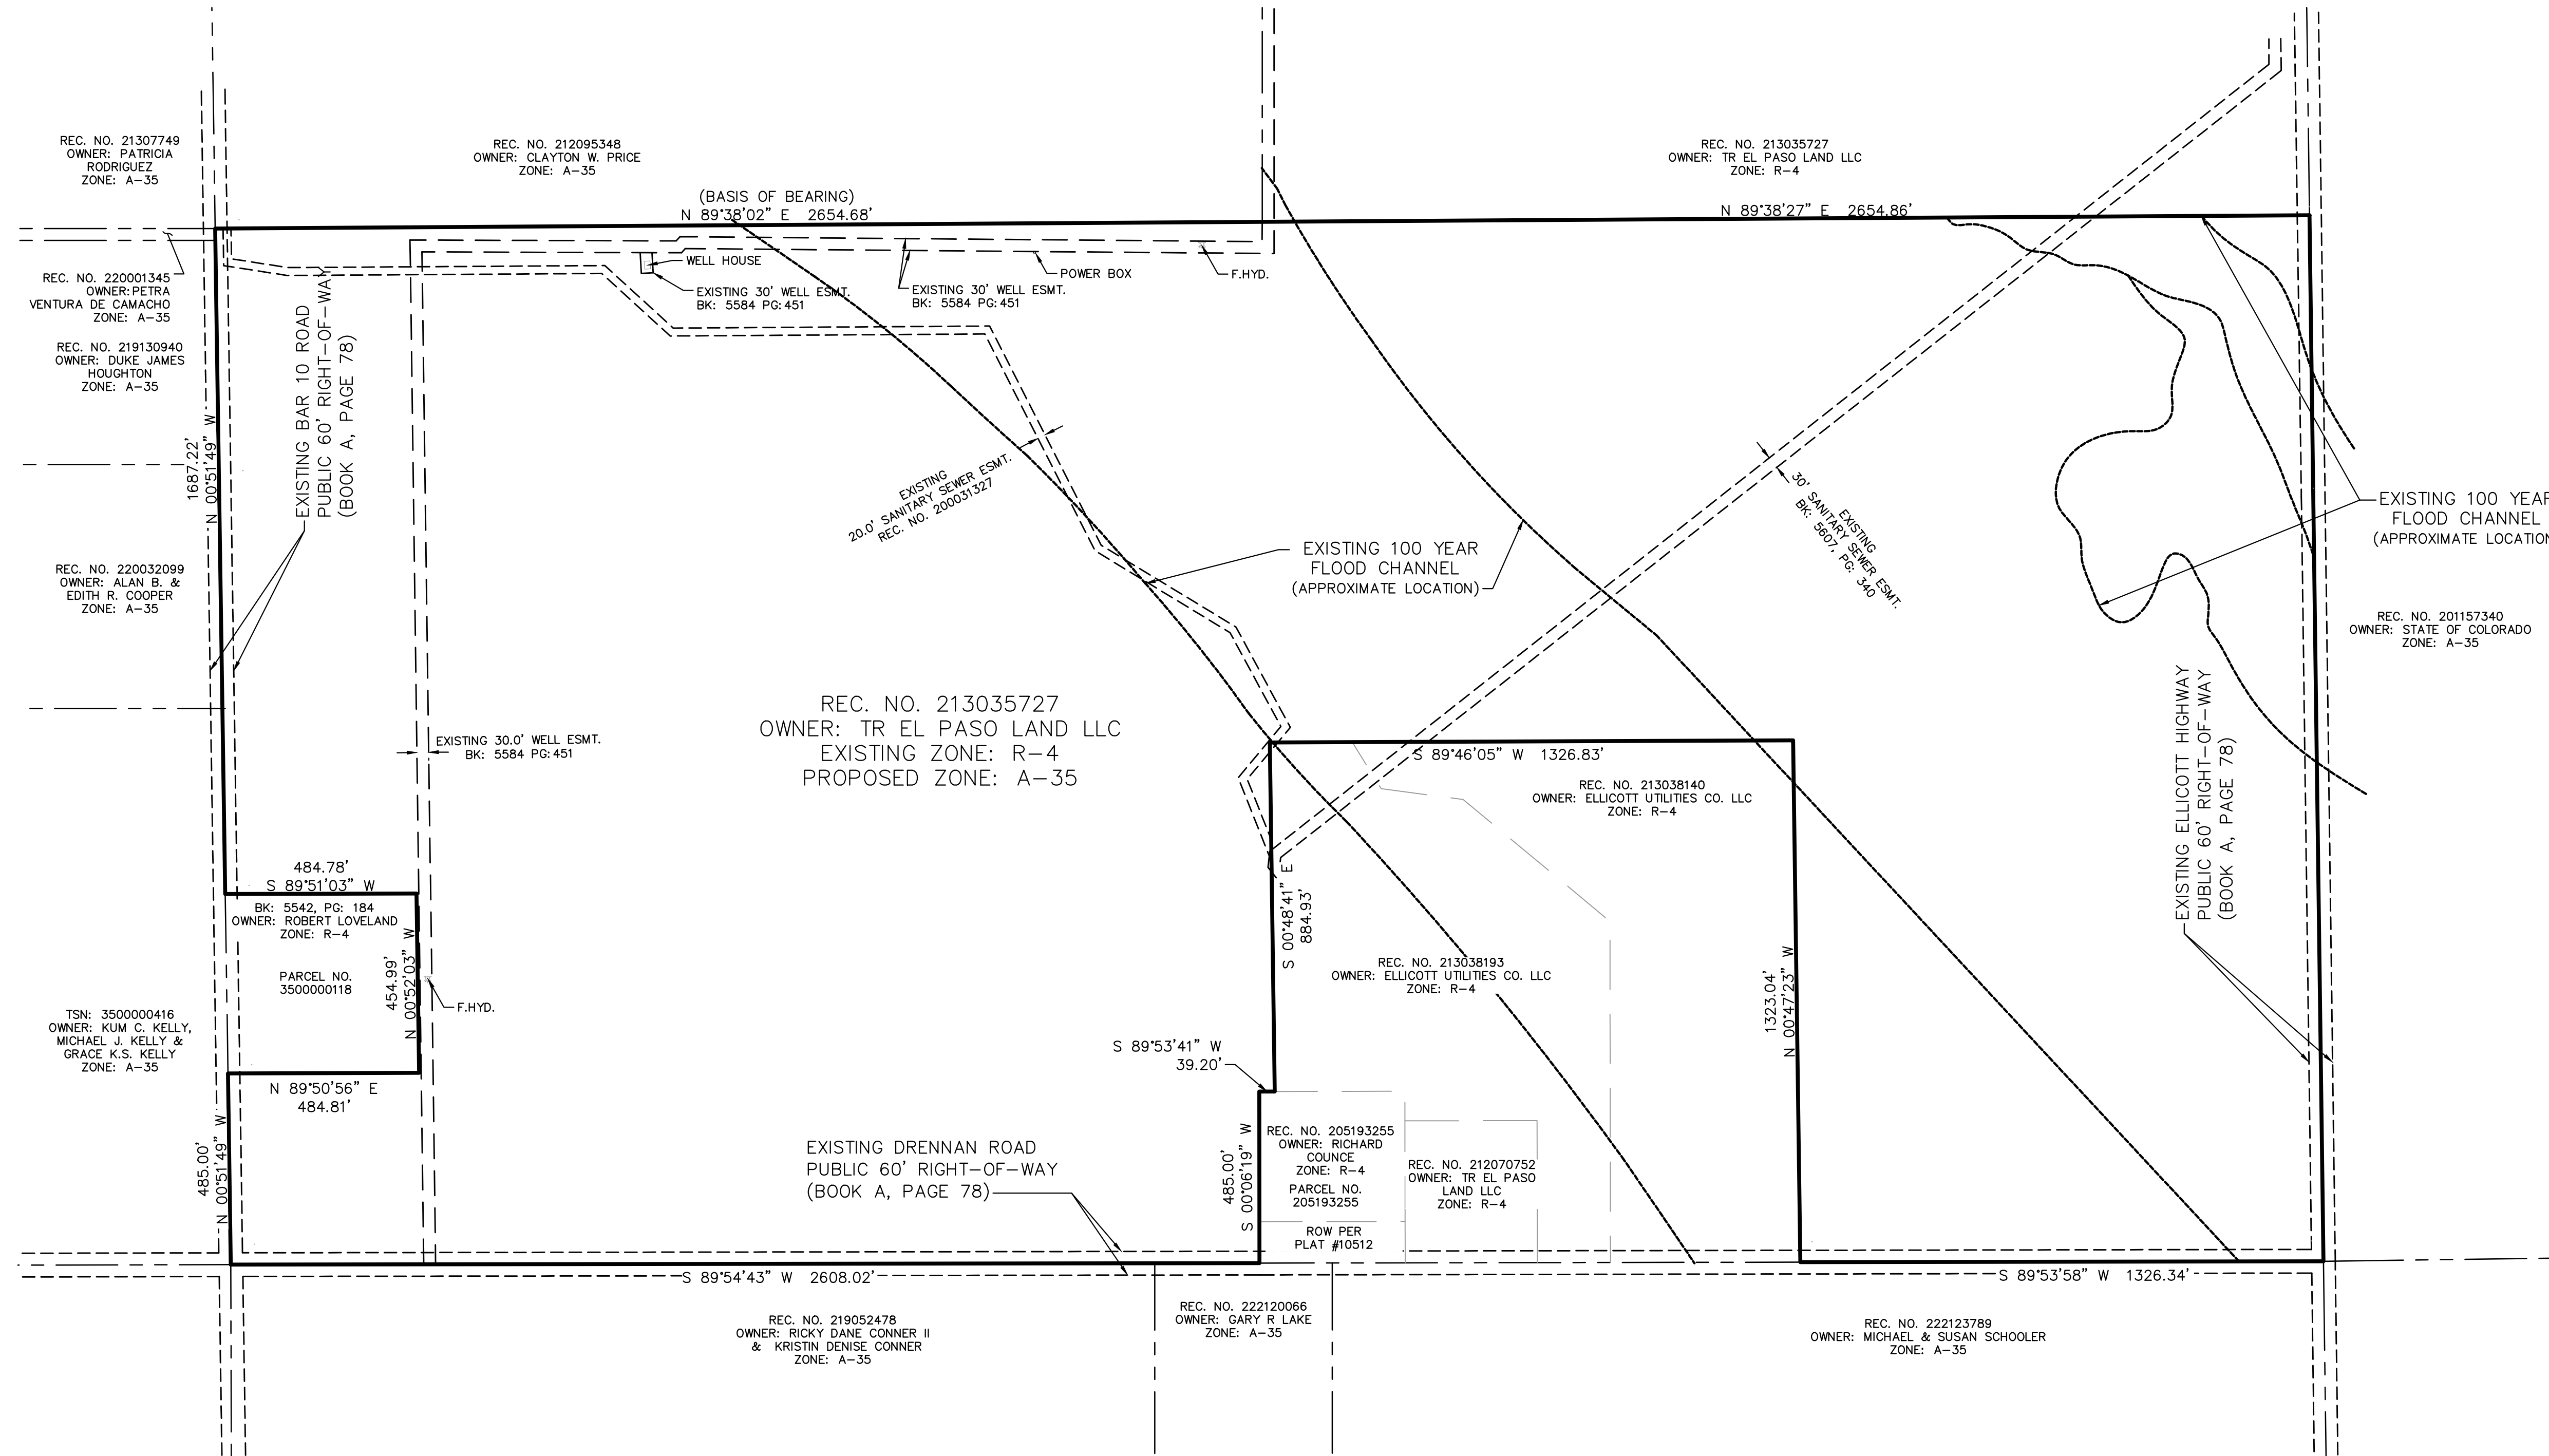 REC. NO. 21307749
OWNER: PATRICIA
RODRIGUEZ
ZONE: A-35
REC. NO. 212095348
OWNER: CLAYTON W. PRICE
ZONE: A-35
REC. NO. 213035727
OWNER: TR EL PASO LAND LLC
ZONE: R-4
(BASIS OF BEARING)
N 89°38'02" E 2654.68'
N 89°38'27" E 2654.86'
REC. NO. 220001345
OWNER:PETRA
VENTURA DE CAMACHO
ZONE: A-35
WELL HOUSE
EXISTING 30' WELL ESMT.
BK: 5584 PG:451
EXISTING 30' WELL ESMT.
BK: 5584 PG:451
POWER BOX
F.HYD.
REC. NO. 219130940
OWNER: DUKE JAMES
HOUGHTON
ZONE: A-35
1687.22'
N 00°51'49" W
EXISTING BAR 10 ROAD
PUBLIC 60' RIGHT-OF-WAY
(BOOK A, PAGE 78)
EXISTING
20.0' SANITARY SEWER ESMT.
REC. NO. 200031327
EXISTING
30' SANITARY SEWER ESMT.
BK: 5607, PG: 340
EXISTING 100 YEAR
FLOOD CHANNEL
(APPROXIMATE LOCATION)
EXISTING 100 YEAR
FLOOD CHANNEL
(APPROXIMATE LOCATION
REC. NO. 220032099
OWNER: ALAN B. &
EDITH R. COOPER
ZONE: A-35
REC. NO. 201157340
OWNER: STATE OF COLORADO
ZONE: A-35
REC. NO. 213035727
OWNER: TR EL PASO LAND LLC
EXISTING ZONE: R-4
PROPOSED ZONE: A-35
EXISTING 30.0' WELL ESMT.
BK: 5584 PG:451
S 89°46'05" W 1326.83'
REC. NO. 213038140
OWNER: ELLICOTT UTILITIES CO. LLC
ZONE: R-4
EXISTING ELLICOTT HIGHWAY
PUBLIC 60' RIGHT-OF-WAY
(BOOK A, PAGE 78)
484.78'
S 89°51'03" W
BK: 5542, PG: 184
OWNER: ROBERT LOVELAND
ZONE: R-4
PARCEL NO.
3500000118
454.99'
N 00°52'03" W
F.HYD.
S 00°48'41" E
884.93'
REC. NO. 213038193
OWNER: ELLICOTT UTILITIES CO. LLC
ZONE: R-4
1323.04'
N 00°47'23" W
TSN: 3500000416
OWNER: KUM C. KELLY,
MICHAEL J. KELLY &
GRACE K.S. KELLY
ZONE: A-35
S 89°53'41" W
39.20'
N 89°50'56" E
484.81'
485.00'
N 00°51'49" W
EXISTING DRENNAN ROAD
PUBLIC 60' RIGHT-OF-WAY
(BOOK A, PAGE 78)
485.00'
S 00°06'19" W
REC. NO. 205193255
OWNER: RICHARD
COUNCE
ZONE: R-4
PARCEL NO.
205193255
ROW PER
PLAT #10512
REC. NO. 212070752
OWNER: TR EL PASO
LAND LLC
ZONE: R-4
S 89°54'43" W 2608.02'
S 89°53'58" W 1326.34'
REC. NO. 219052478
OWNER: RICKY DANE CONNER II
& KRISTIN DENISE CONNER
ZONE: A-35
REC. NO. 222120066
OWNER: GARY R LAKE
ZONE: A-35
REC. NO. 222123789
OWNER: MICHAEL & SUSAN SCHOOLER
ZONE: A-35